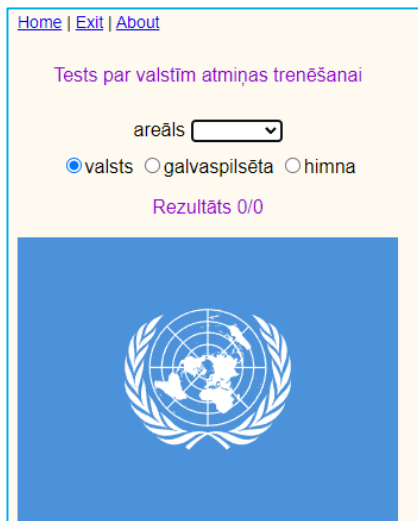 Home | Exit | About
Tests par valstīm atmiņas trenēšanai
areāls
valsts galvaspilsēta himna
Rezultāts 0/0